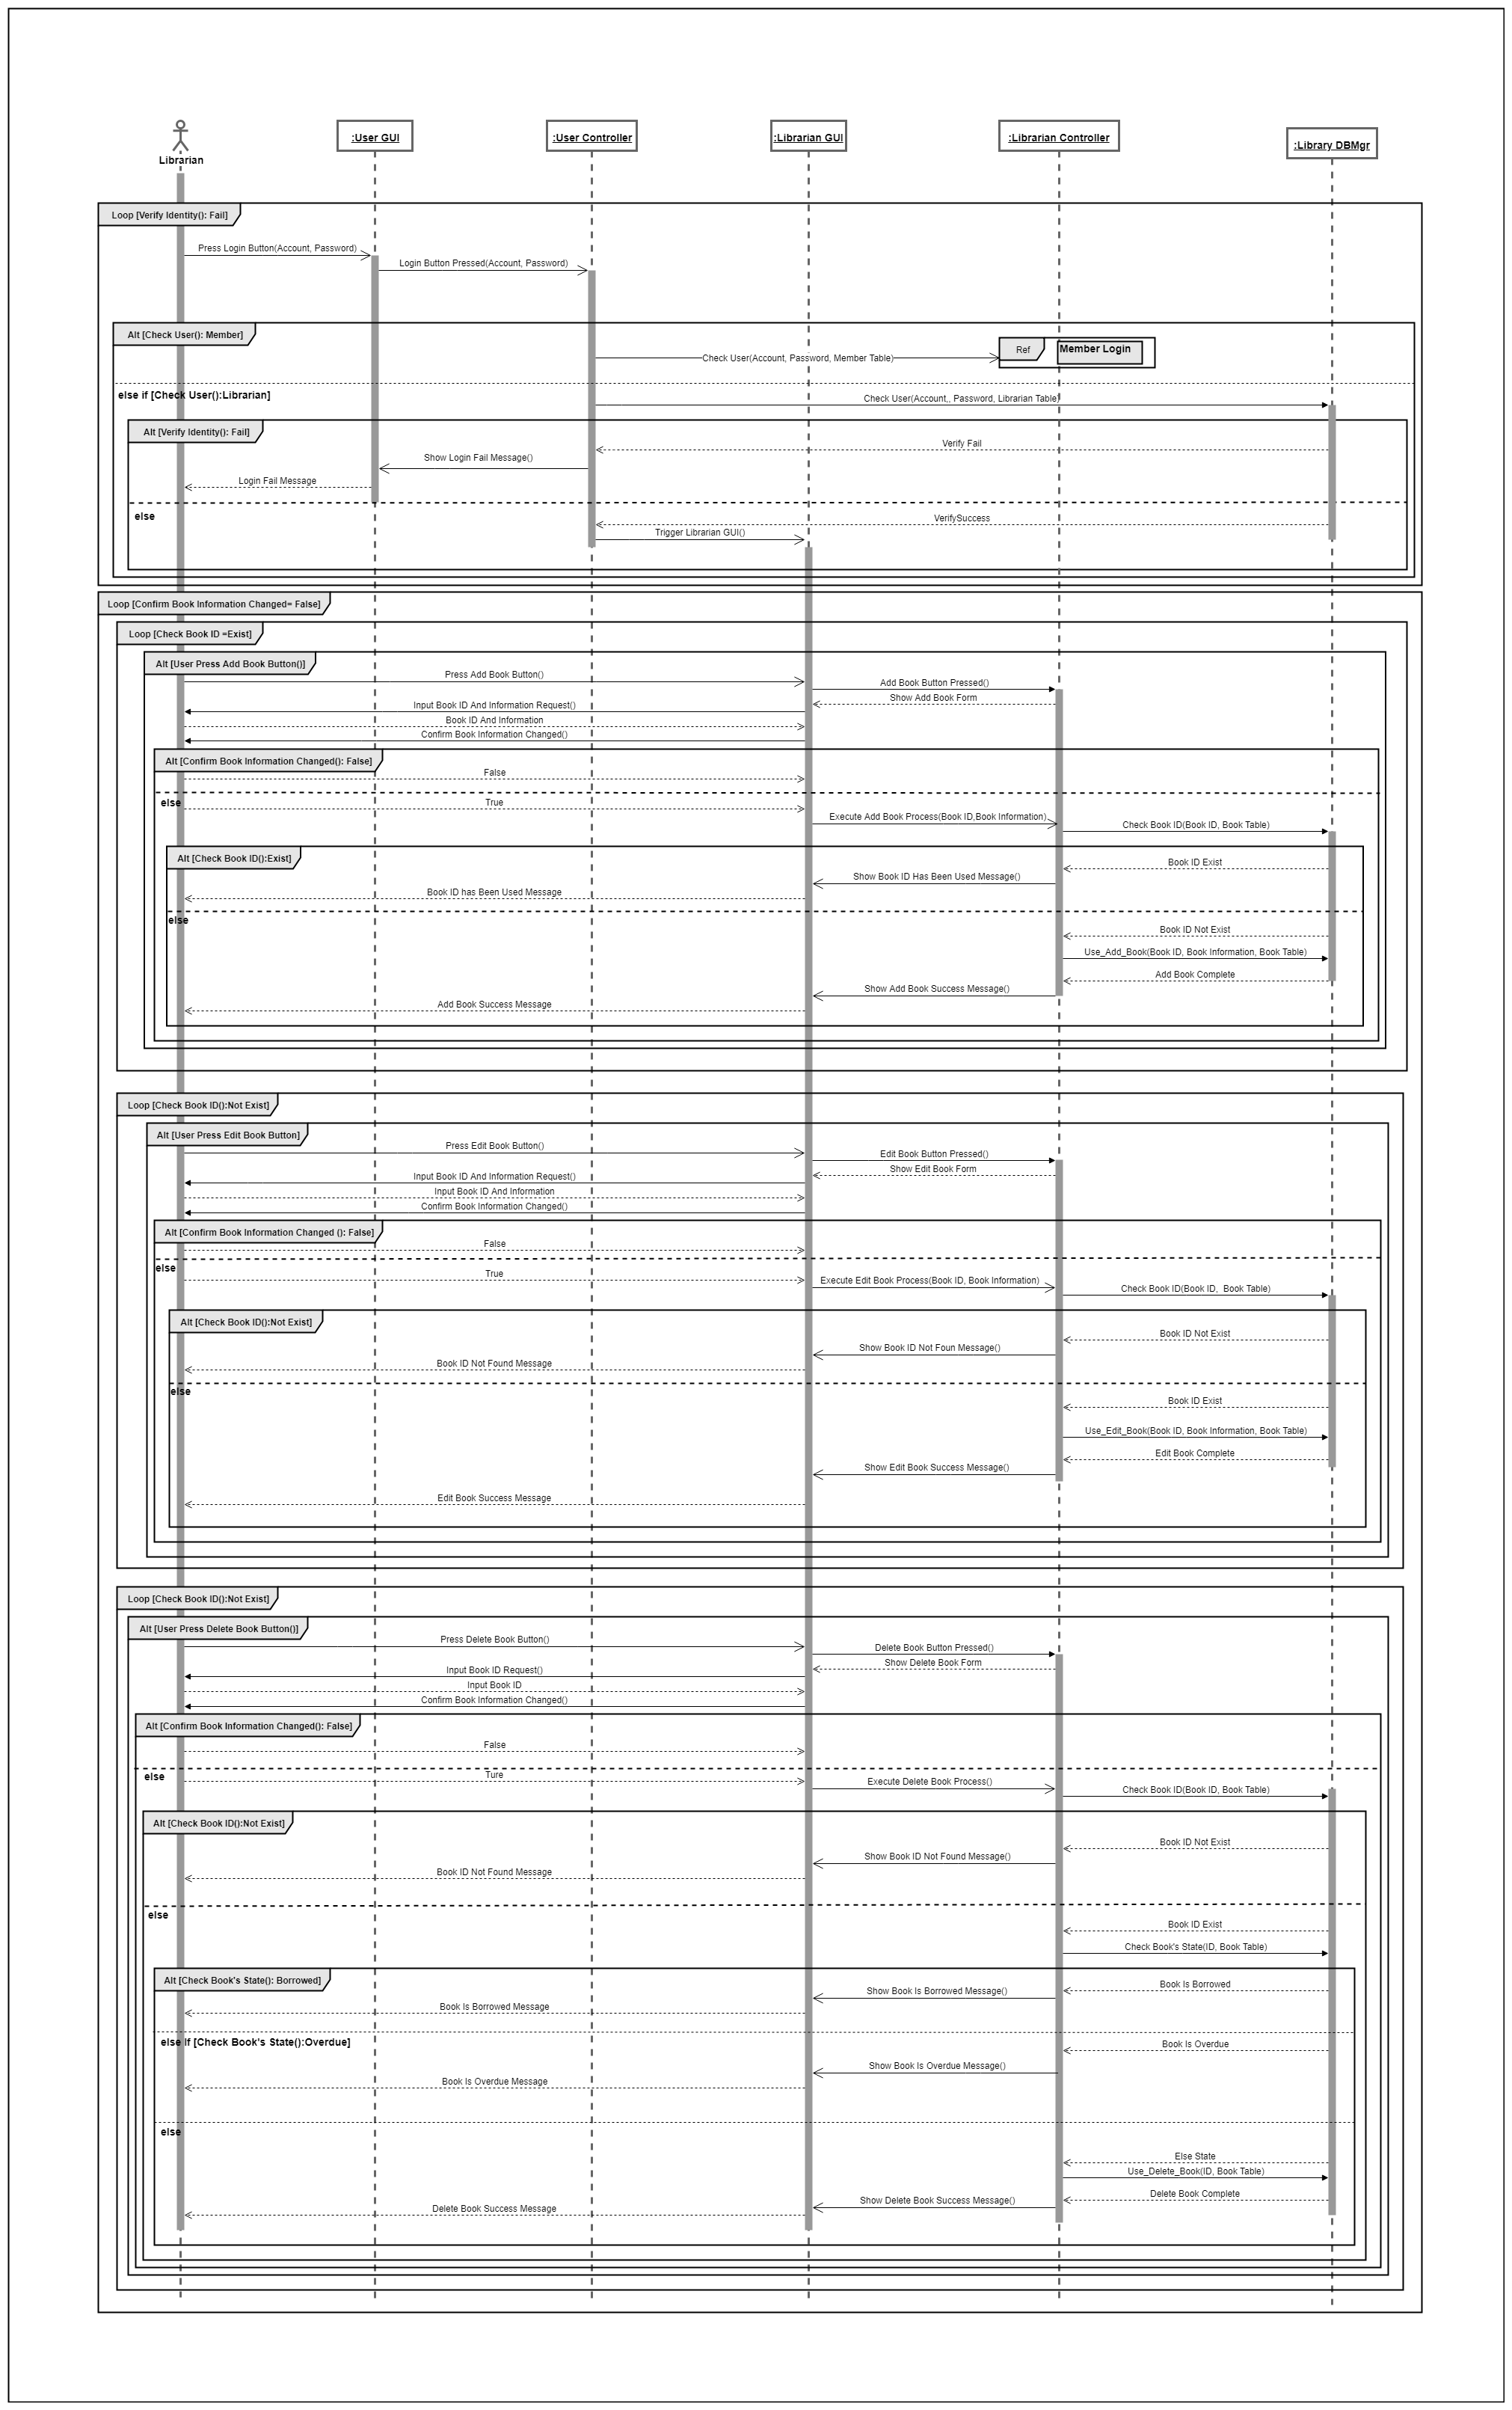 Librarian
:User GUI
:User Controller
:Librarian GUI
:Librarian Controller
:Library DBMgr
Loop [Verify Identity(): Fail]
Press Login Button(Account, Password)
Login Button Pressed(Account, Password)
Alt [Check User(): Member]
Ref
Member Login
Check User(Account, Password, Member Table)
else if [Check User():Librarian]
Check User(Account,, Password, Librarian Table)
Alt [Verify Identity(): Fail]
Verify Fail
Show Login Fail Message()
Login Fail Message
else
VerifySuccess
Trigger Librarian GUI()
Loop [Confirm Book Information Changed= False]
Loop [Check Book ID =Exist]
Alt [User Press Add Book Button()]
Press Add Book Button()
Add Book Button Pressed()
Show Add Book Form
Input Book ID And Information Request()
Book ID And Information
Confirm Book Information Changed()
Alt [Confirm Book Information Changed(): False]
False
else
True
Execute Add Book Process(Book ID,Book Information)
Check Book ID(Book ID, Book Table)
Alt [Check Book ID():Exist]
Book ID Exist
Show Book ID Has Been Used Message()
Book ID has Been Used Message
else
Book ID Not Exist
Use_Add_Book(Book ID, Book Information, Book Table)
Add Book Complete
Show Add Book Success Message()
Add Book Success Message
Loop [Check Book ID():Not Exist]
Alt [User Press Edit Book Button]
Press Edit Book Button()
Edit Book Button Pressed()
Show Edit Book Form
Input Book ID And Information Request()
Input Book ID And Information
Confirm Book Information Changed()
Alt [Confirm Book Information Changed (): False]
False
else
True
Execute Edit Book Process(Book ID, Book Information)
Check Book ID(Book ID,  Book Table)
Alt [Check Book ID():Not Exist]
Book ID Not Exist
Show Book ID Not Foun Message()
Book ID Not Found Message
else
Book ID Exist
Use_Edit_Book(Book ID, Book Information, Book Table)
Edit Book Complete
Show Edit Book Success Message()
Edit Book Success Message
Loop [Check Book ID():Not Exist]
Alt [User Press Delete Book Button()]
Press Delete Book Button()
Delete Book Button Pressed()
Show Delete Book Form
Input Book ID Request()
Input Book ID
Confirm Book Information Changed()
Alt [Confirm Book Information Changed(): False]
False
else
Ture
Execute Delete Book Process()
Check Book ID(Book ID, Book Table)
Alt [Check Book ID():Not Exist]
Book ID Not Exist
Show Book ID Not Found Message()
Book ID Not Found Message
else
Book ID Exist
Check Book's State(ID, Book Table)
Alt [Check Book's State(): Borrowed]
Book Is Borrowed
Show Book Is Borrowed Message()
Book Is Borrowed Message
else If [Check Book's State():Overdue]
Book Is Overdue
Show Book Is Overdue Message()
Book Is Overdue Message
else
Else State
Use_Delete_Book(ID, Book Table)
Delete Book Complete
Show Delete Book Success Message()
Delete Book Success Message